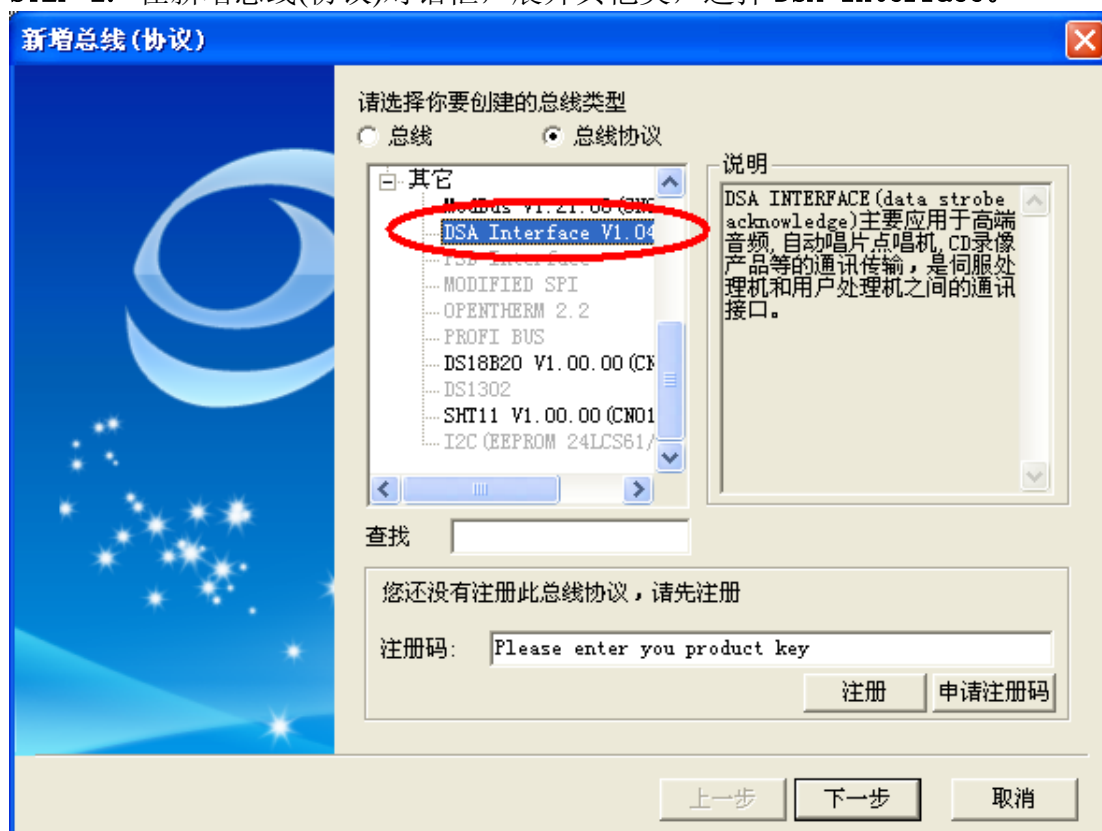 新增总线(协议)
请选择你要创建的总线类型
总线
总线协议
其它
DSA Interface V1.04
MODIFIED SPI
OPENTHERM 2.2
PROFI BUS
DS18B20 V1.00.00(CN
DS1302
SHT11 V1.00.00(CN01
I2C(EEPROM 24LCS61/
说明
DSA INTERFACE(data strobe
acknowledge)主要应用于高端
音频,自动唱片点唱机,CD录像
产品等的通讯传输，是伺服处
理机和用户处理机之间的通讯
接口。
查找
您还没有注册此总线协议，请先注册
注册码:
Please enter you product key
注册
申请注册码
上一步
下一步
取消